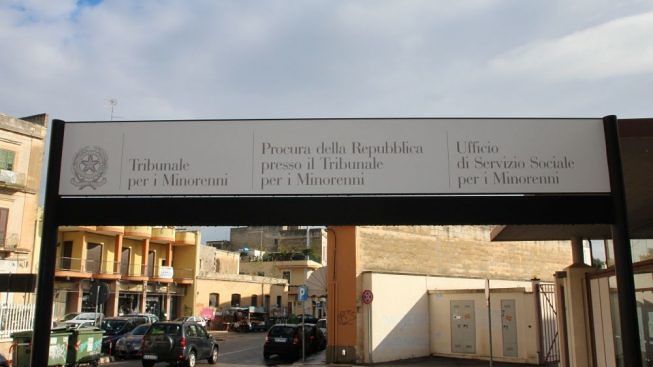 Tribunale
per i Minorenni
Procura della Repubblica
presso il Tribunale
per i Minorenni
Ufficio
di Servizio Sociale
per i Minorenni